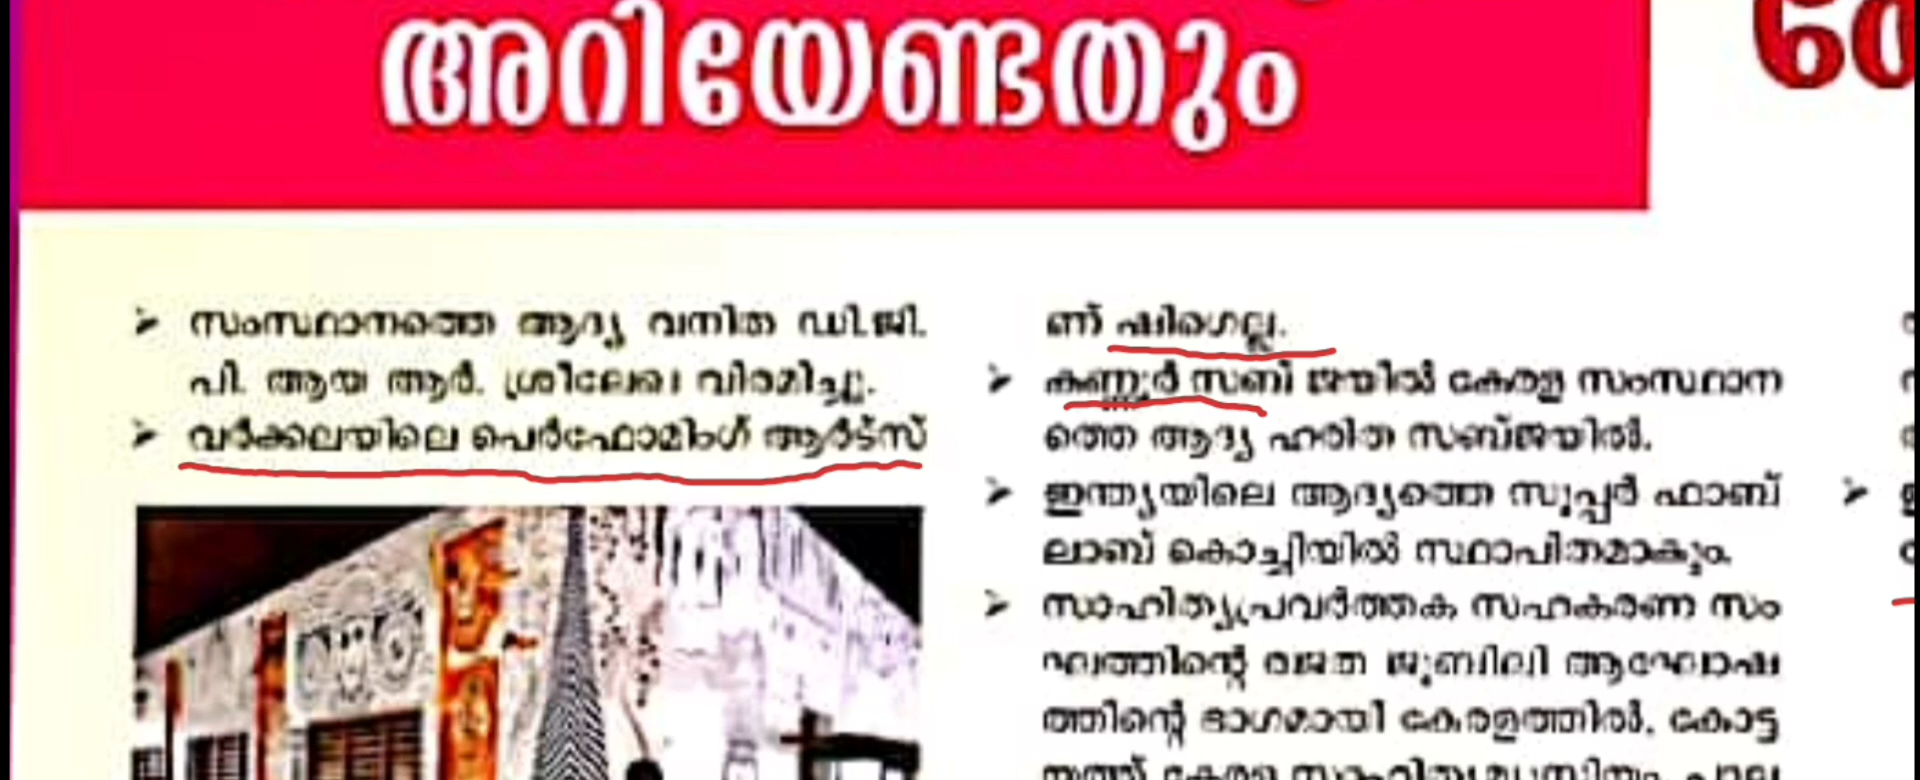 അറിയേണ്ടതും
സംസ്ഥാനത്തെ ആദ്യ വനിത ഡി.ജി.
പി. ആയ ആർ. ശ്രീലേഖ വിരമിച്ചു.
വർക്കലയിലെ പെർഫോമിംഗ് ആർട്സ്
ണ് ഷിഗെല്ല.
കണ്ണൂർ സബ് ജയിൽ കേരള സംസ്ഥാന
ത്തെ ആദ്യ ഹരിത സബ്ജയിൽ.
ഇന്ത്യയിലെ ആദ്യത്തെ സൂപ്പർ ഫാബ്
ലാബ് കൊച്ചിയിൽ സ്ഥാപിതമാകും.
സാഹിത്യപ്രവർത്തക സഹകരണ സം
ഘത്തിന്റെ രജത ജൂബിലി ആഘോഷ
ത്തിന്റെ ഭാഗമായി കേരളത്തിൽ, കോട്ട